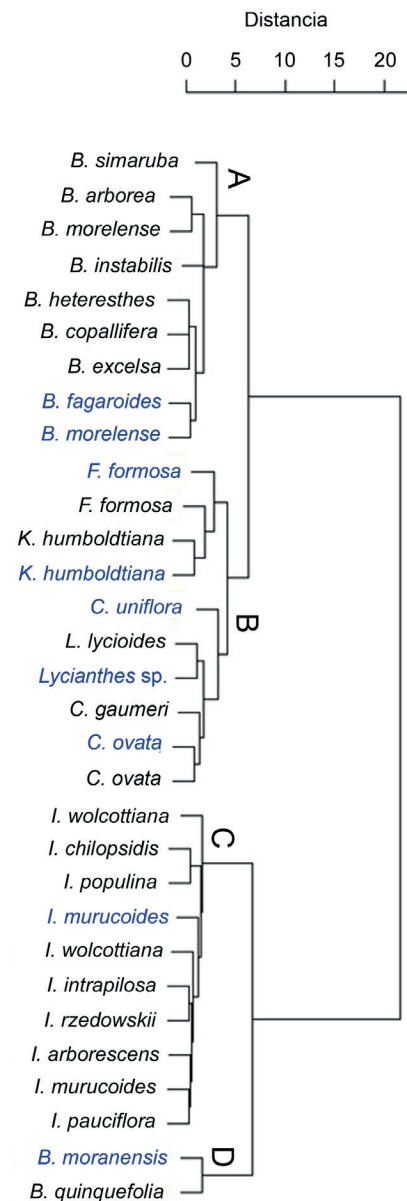 Distancia
0 5 10 15 20
B. simaruba
A
B. arborea
B. morelense
B. instabilis
B. heteresthes
B. copallifera
B. excelsa
B. fagaroides
B. morelense
F. formosa
F. formosa
K. humboldtiana
K. humboldtiana
C. uniflora
B
L. lycioides
Lycianthes sp.
C. gaumeri
C. ovata
C. ovata
I. wolcottiana
C
I. chilopsidis
I. populina
I. murucoides
I. wolcottiana
I. intrapilosa
I. rzedowskii
I. arborescens
I. murucoides
I. pauciflora
B. moranensis
D
B. quinquefolia